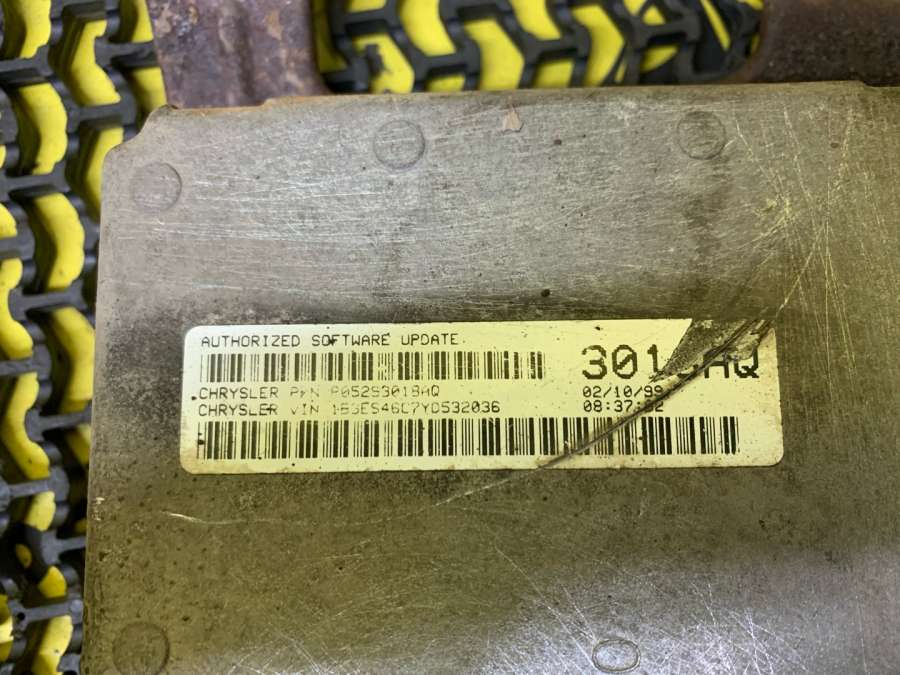 AUTHORIZED SOFTWARE UPDATE.
CHRYSLER P/N P05293018AQ
02/10/99
CHRYSLER VIN 1B3ES46C7YD532036